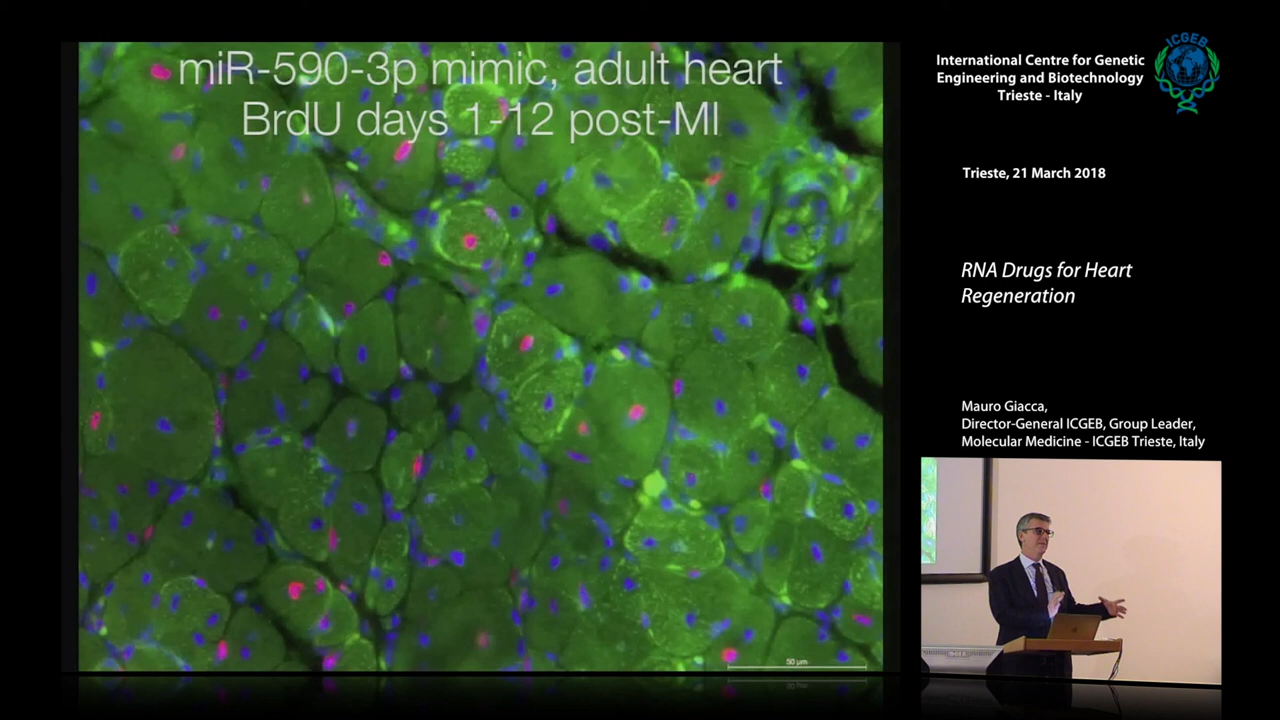 miR-590-3p mimic, adult heart
BrdU days 1-12 post-MI
50 µm
ICGEB
International Centre for Genetic
Engineering and Biotechnology
Trieste - Italy
Trieste, 21 March 2018
RNA Drugs for Heart
Regeneration
Mauro Giacca,
Director-General ICGEB, Group Leader,
Molecular Medicine - ICGEB Trieste, Italy